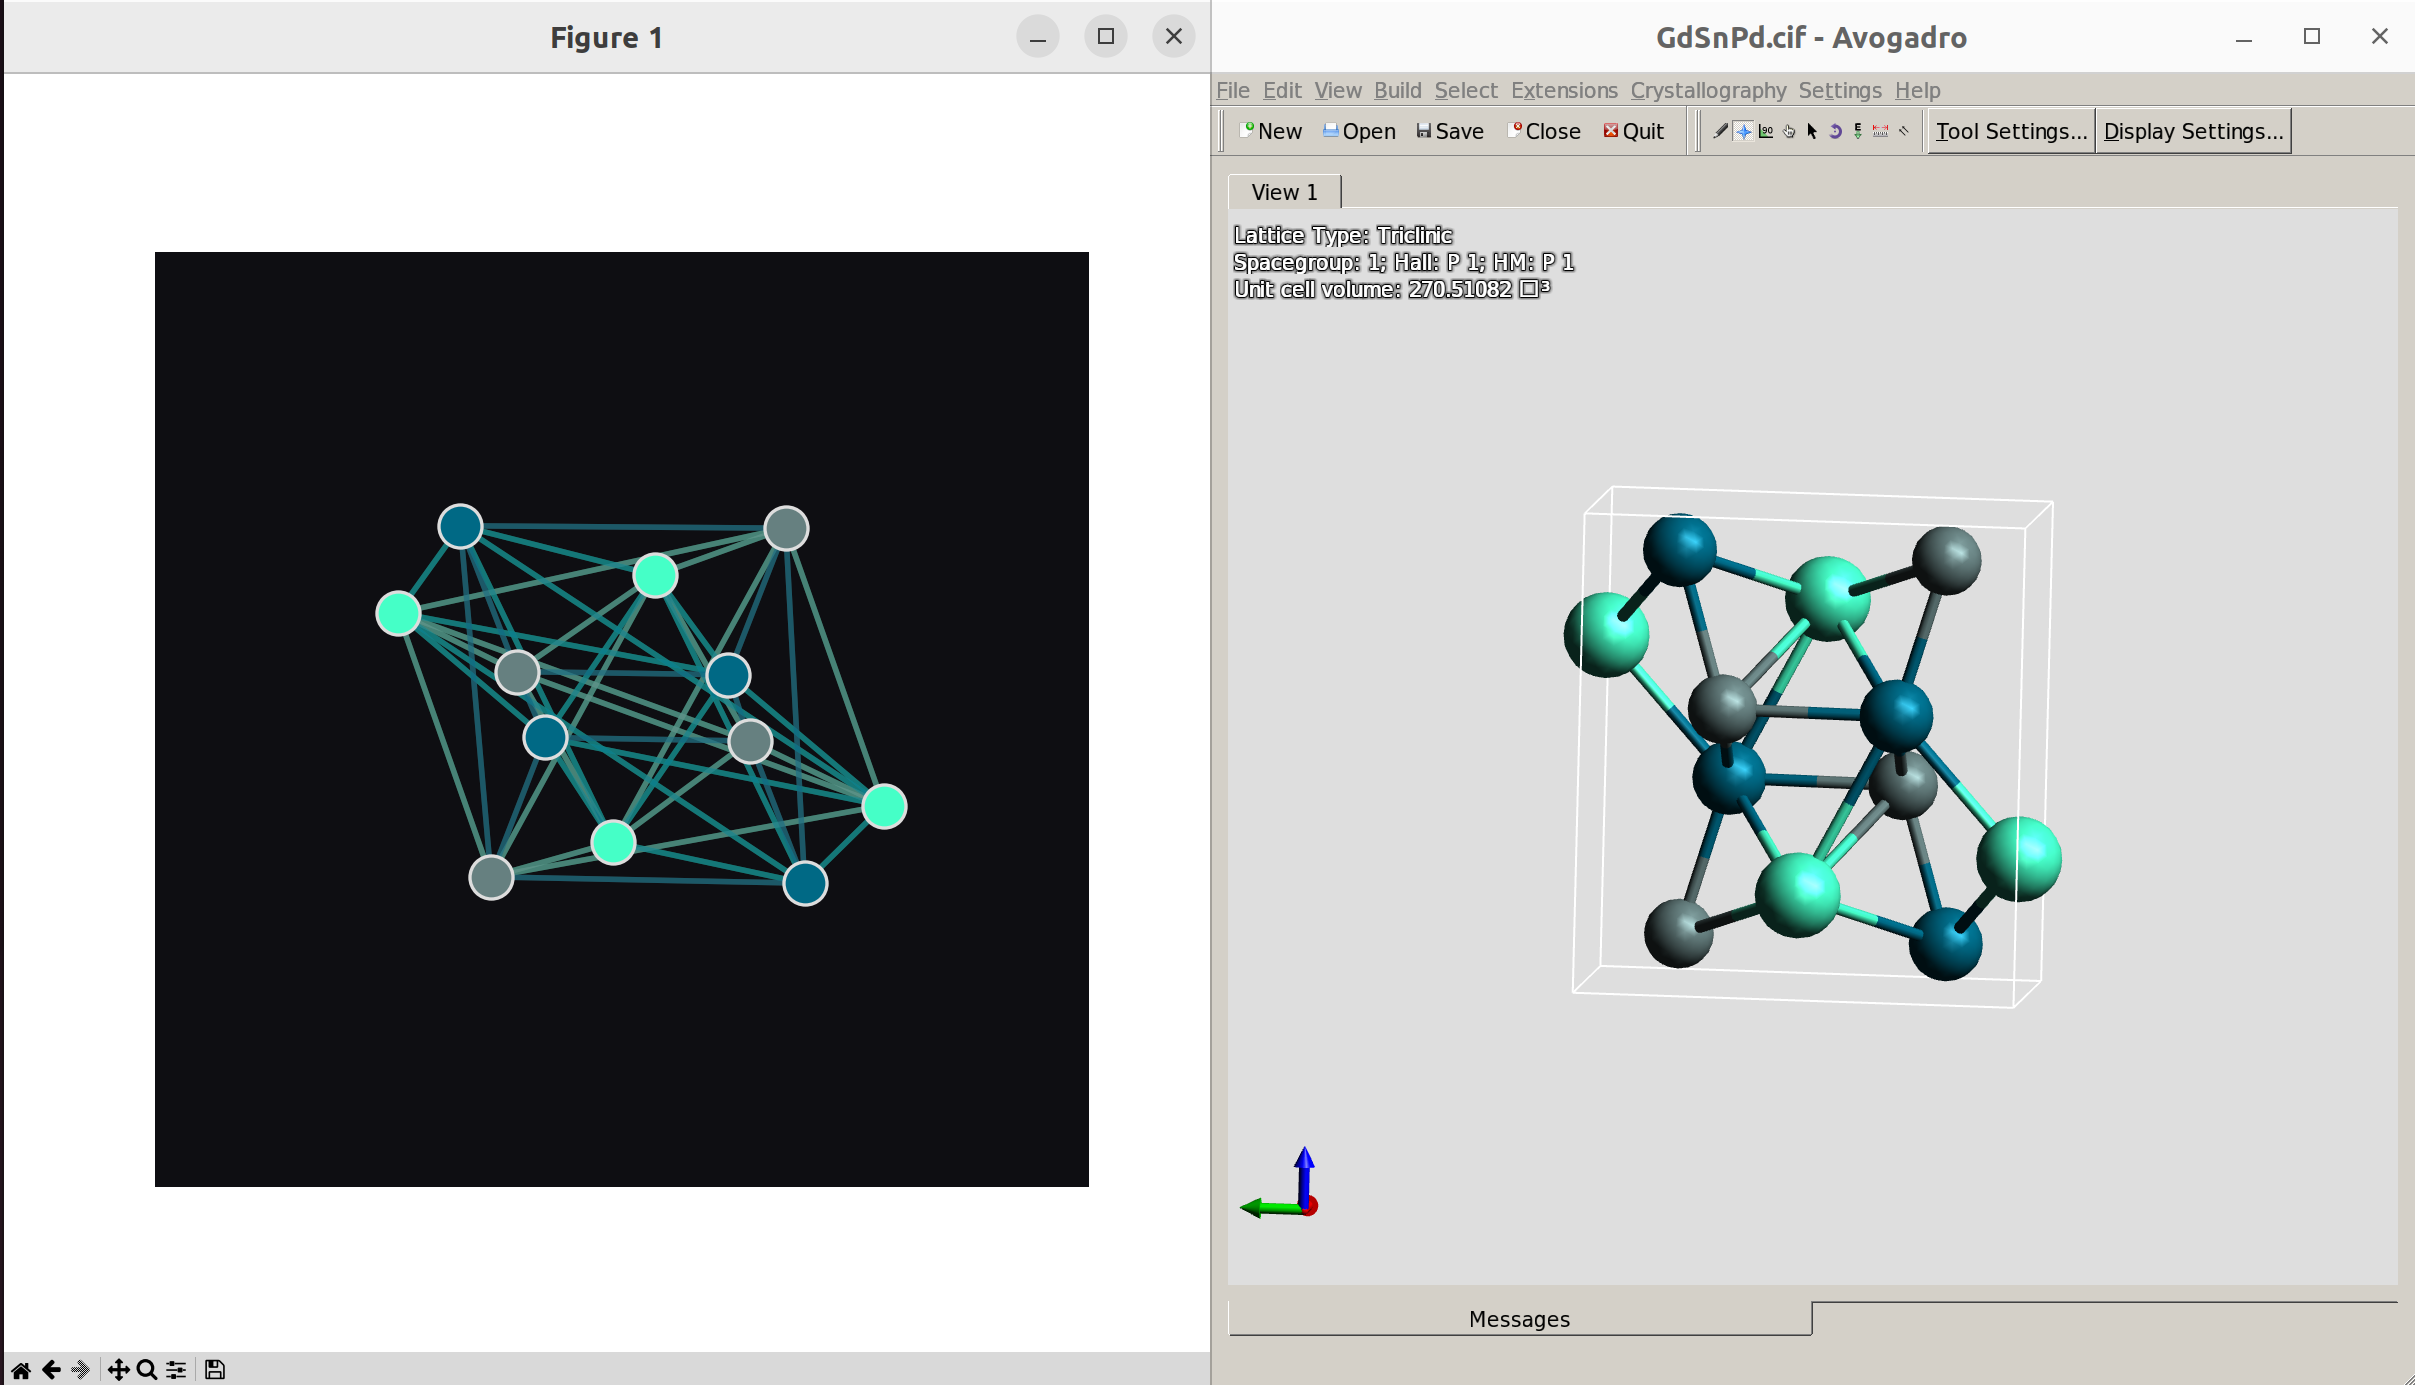 Figure 1
GdSnPd.cif - Avogadro
File Edit View Build Select Extensions Crystallography Settings Help
New Open Save Close Quit Tool Settings... Display Settings...
View 1
Lattice Type: Triclinic
Spacegroup: 1; Hall: P 1; HM: P 1
Unit cell volume: 270.51082 □³
Messages